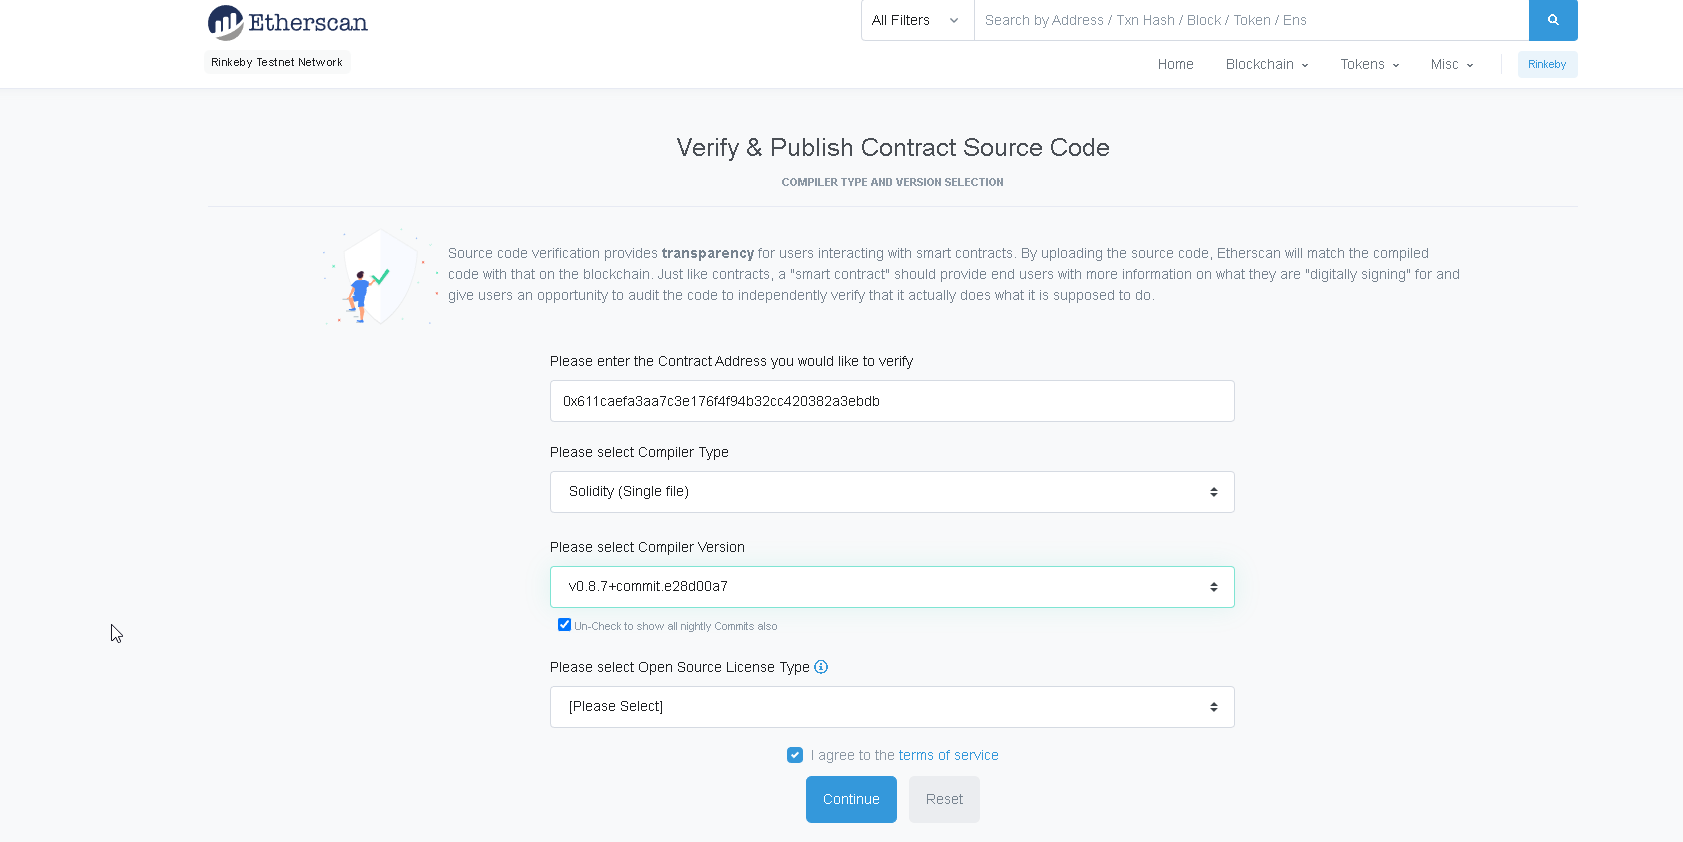 Etherscan
All Filters
Search by Address / Txn Hash / Block / Token / Ens
Rinkeby Testnet Network
Home
Blockchain
Tokens
Misc
Rinkeby
Verify & Publish Contract Source Code
COMPILER TYPE AND VERSION SELECTION
Source code verification provides transparency for users interacting with smart contracts. By uploading the source code, Etherscan will match the compiled
code with that on the blockchain. Just like contracts, a "smart contract" should provide end users with more information on what they are "digitally signing" for and
give users an opportunity to audit the code to independently verify that it actually does what it is supposed to do.
Please enter the Contract Address you would like to verify
0x611caefa3aa7c3e176f4f94b32cc420382a3ebdb
Please select Compiler Type
Solidity (Single file)
Please select Compiler Version
v0.8.7+commit.e28d00a7
Un-Check to show all nightly Commits also
Please select Open Source License Type
[Please Select]
I agree to the terms of service
Continue
Reset